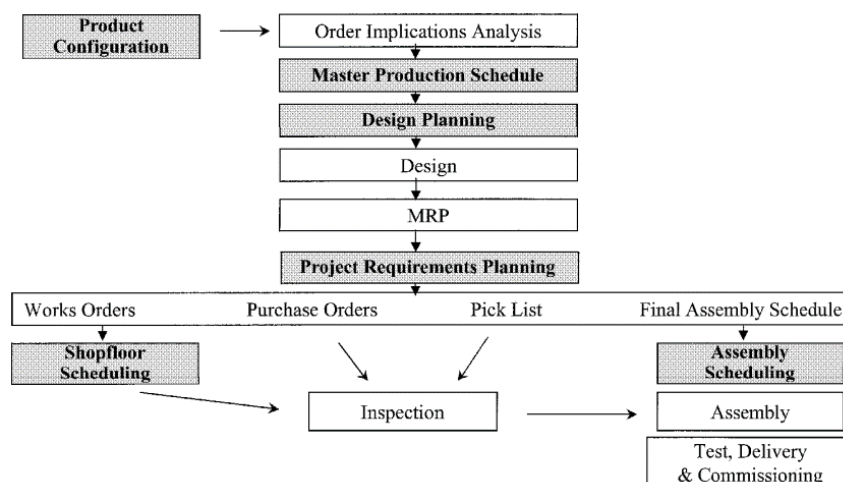 Product
Configuration
Order Implications Analysis
Master Production Schedule
Design Planning
Design
MRP
Project Requirements Planning
Works Orders
Purchase Orders
Pick List
Final Assembly Schedule
Shopfloor
Scheduling
Assembly
Scheduling
Inspection
Assembly
Test, Delivery
& Commissioning